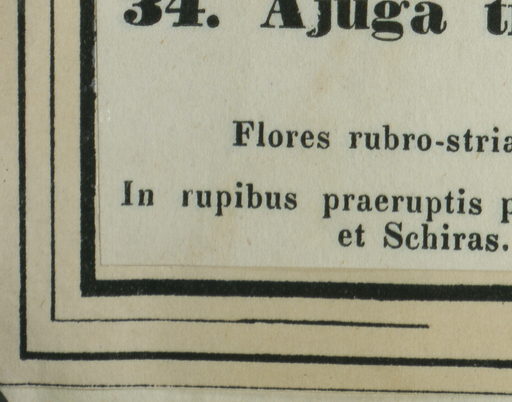 34. Ajuga
Flores rubro-stria
In rupibus praeruptis p
et Schiras.